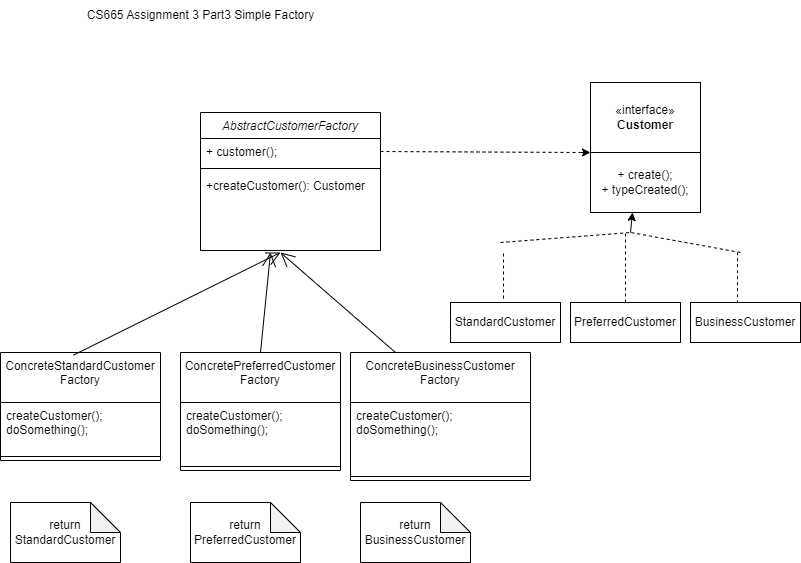 CS665 Assignment 3 Part3 Simple Factory
AbstractCustomerFactory
+ customer();
+createCustomer(): Customer
«interface»
Customer
+ create();
+ typeCreated();
StandardCustomer
PreferredCustomer
BusinessCustomer
ConcreteStandardCustomer
Factory
createCustomer();
doSomething();
ConcretePreferredCustomer
Factory
createCustomer();
doSomething();
ConcreteBusinessCustomer
Factory
createCustomer();
doSomething();
return
StandardCustomer
return
PreferredCustomer
return
BusinessCustomer